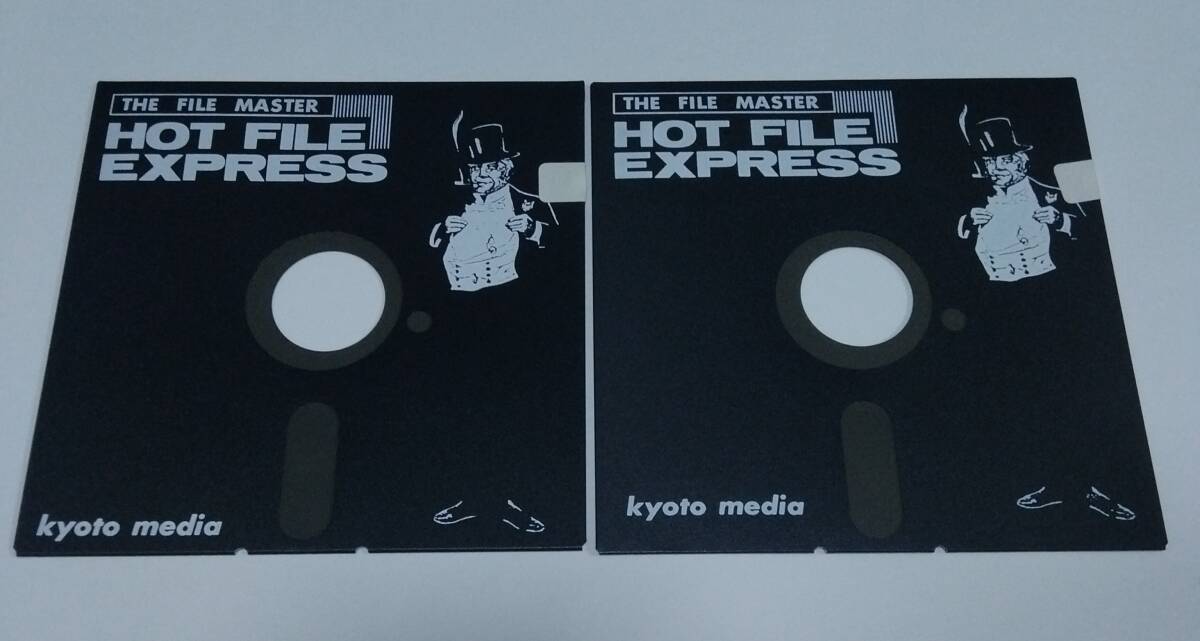 THE FILE MASTER
HOT FILE
EXPRESS
kyoto media
THE FILE MASTER
HOT FILE
EXPRESS
kyoto media